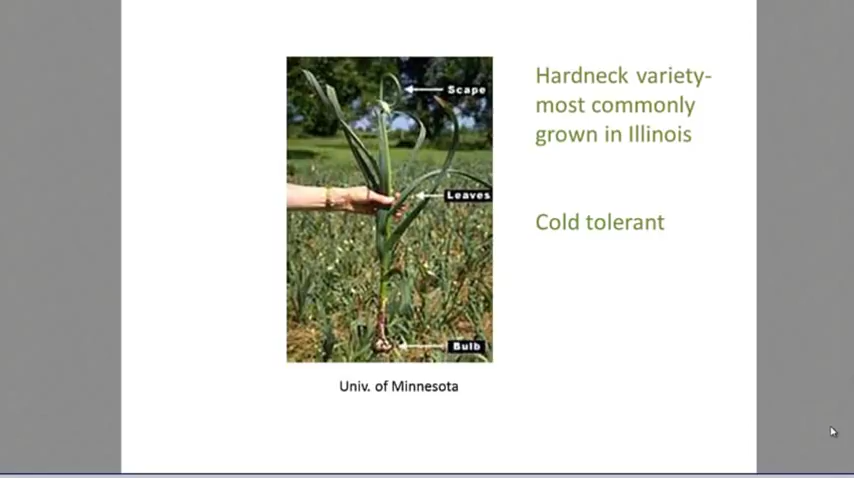 Scape
Leaves
Bulb
Univ. of Minnesota
Hardneck variety-
most commonly
grown in Illinois
Cold tolerant